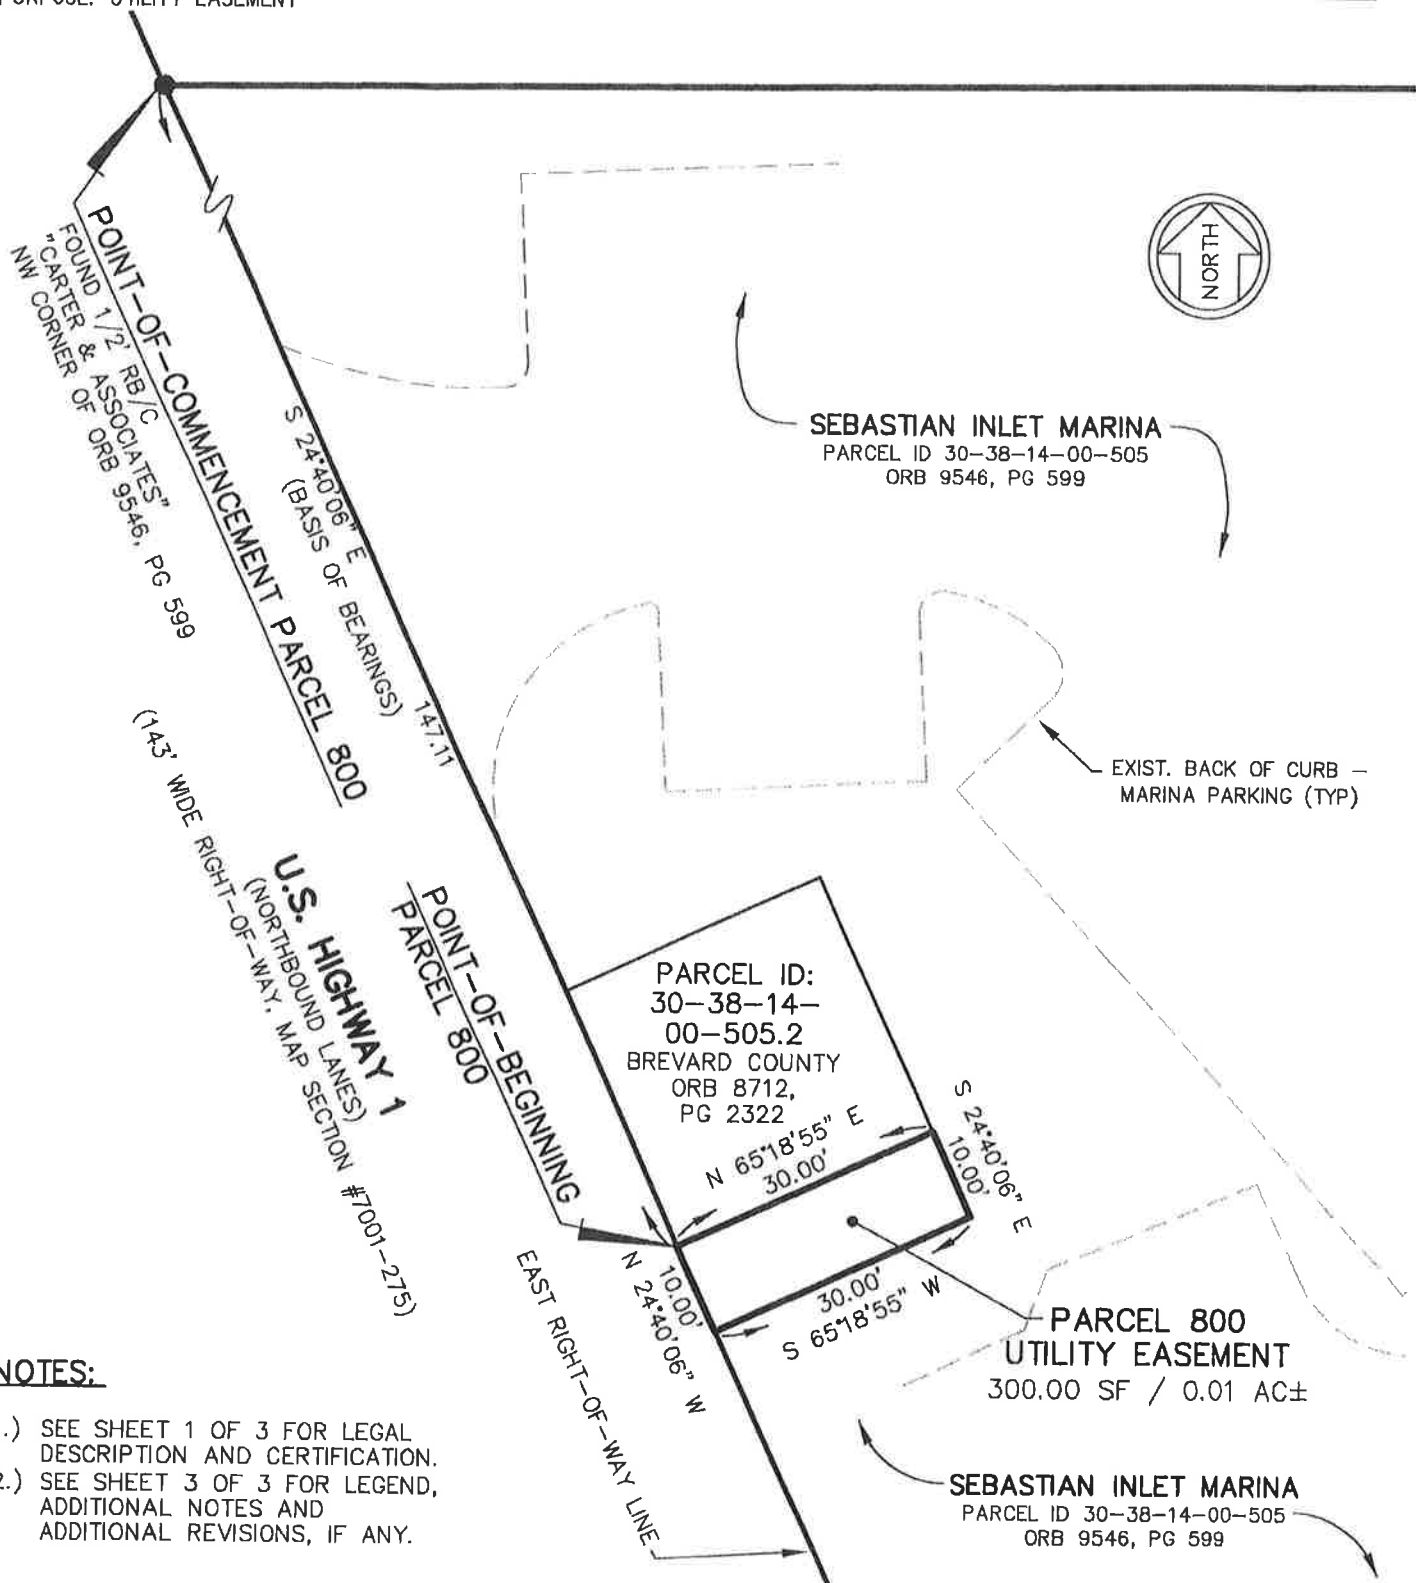 UTILITY EASEMENT
NORTH
POINT-OF-COMMENCEMENT PARCEL 800
FOUND 1/2' RB/C
"CARTER & ASSOCIATES"
NW CORNER OF ORB 9546, PG 599
S 24°40'06" E
(BASIS OF BEARINGS)
147.11
SEBASTIAN INLET MARINA
PARCEL ID 30-38-14-00-505
ORB 9546, PG 599
EXIST. BACK OF CURB -
MARINA PARKING (TYP)
U.S. HIGHWAY 1
(NORTHBOUND LANES)
(143' WIDE RIGHT-OF-WAY, MAP SECTION #7001-275)
POINT-OF-BEGINNING
PARCEL 800
PARCEL ID:
30-38-14-
00-505.2
BREVARD COUNTY
ORB 8712,
PG 2322
N 65°18'55" E
30.00'
S 24°40'06" E
10.00'
10.00'
N 24°40'06" W
30.00'
S 65°18'55" W
EAST RIGHT-OF-WAY LINE
PARCEL 800
UTILITY EASEMENT
300.00 SF / 0.01 AC±
SEBASTIAN INLET MARINA
PARCEL ID 30-38-14-00-505
ORB 9546, PG 599
NOTES:
.) SEE SHEET 1 OF 3 FOR LEGAL
DESCRIPTION AND CERTIFICATION.
2.) SEE SHEET 3 OF 3 FOR LEGEND,
ADDITIONAL NOTES AND
ADDITIONAL REVISIONS, IF ANY.